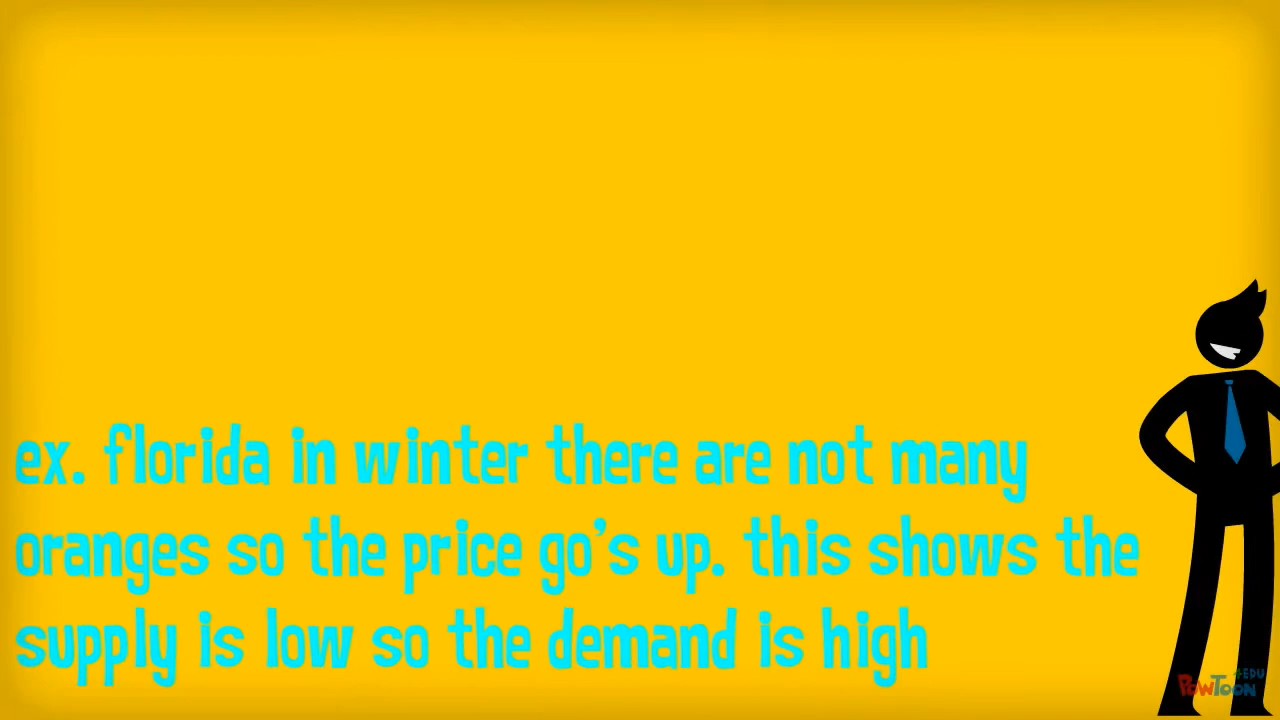 ex. florida in winter there are not many
oranges so the price go's up. this shows the
supply is low so the demand is high
+EDU
PowToon